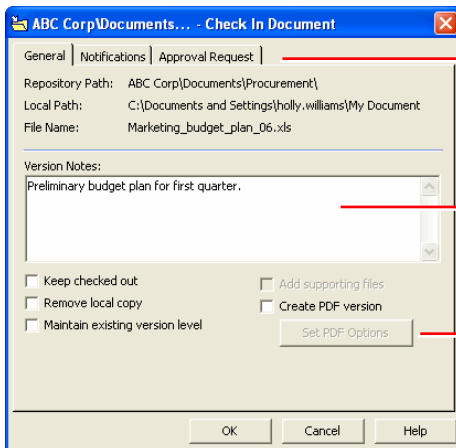 ABC Corp\Documents... - Check In Document
General Notifications Approval Request
Repository Path: ABC Corp\Documents\Procurement\
Local Path: C:\Documents and Settings\holly.williams\My Document
File Name: Marketing_budget_plan_06.xls
Version Notes:
Preliminary budget plan for first quarter.
Keep checked out Add supporting files
Remove local copy Create PDF version
Maintain existing version level Set PDF Options
OK Cancel Help